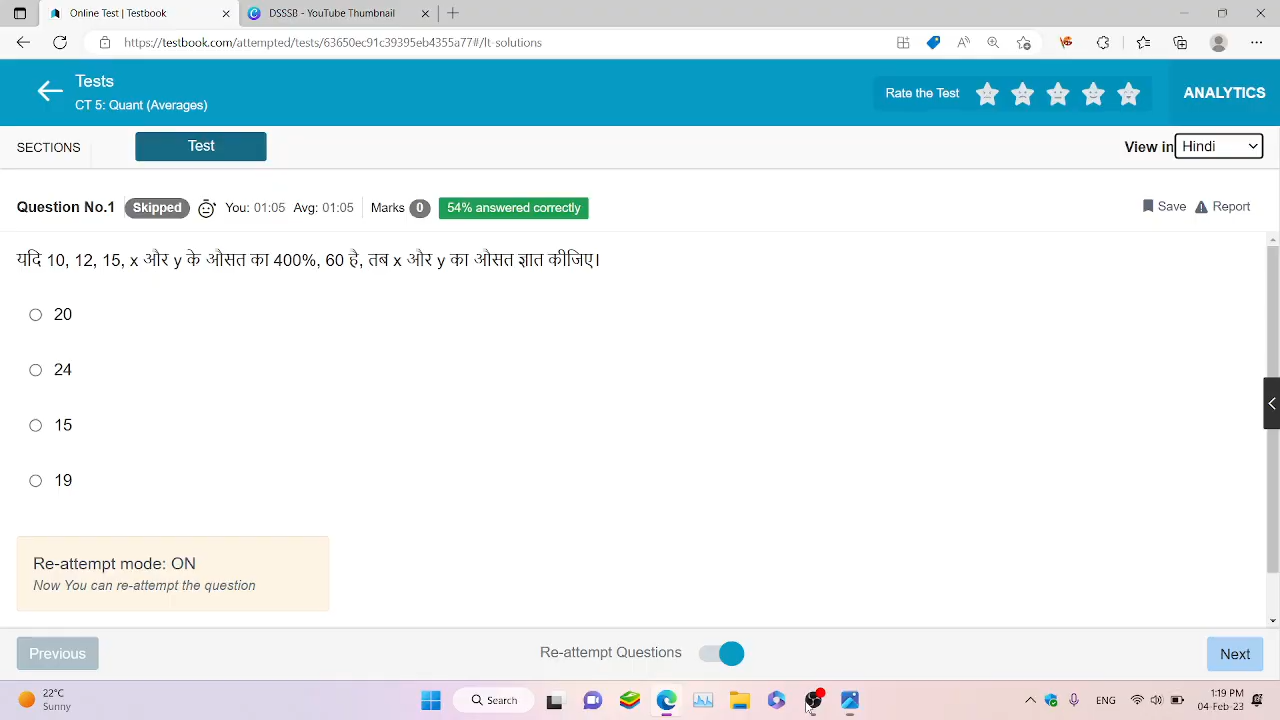 Online Test | Testbook
DSSSB - YouTube Thumbnail
https://testbook.com/attempted/tests/63650ec91c39395eb4355a77#/lt-solutions
Tests
CT 5: Quant (Averages)
Rate the Test
ANALYTICS
SECTIONS
Test
View in Hindi
Question No.1 Skipped You: 01:05 Avg: 01:05 Marks 0 54% answered correctly Save Report
यदि 10, 12, 15, x और y के औसत का 400%, 60 है, तब x और y का औसत ज्ञात कीजिए।
20
24
15
19
Re-attempt mode: ON
Now You can re-attempt the question
Previous
Re-attempt Questions
Next
22°C
Sunny
Search
ENG
1:19 PM
04-Feb-23